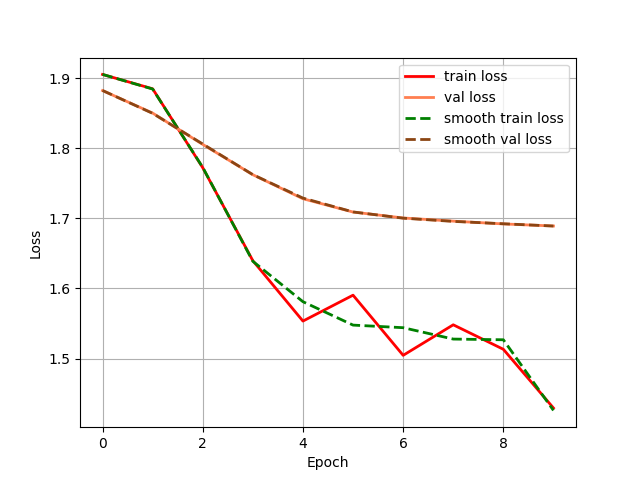 train loss
val loss
smooth train loss
smooth val loss
1.9
1.8
1.7
1.6
1.5
Loss
0 2 4 6 8
Epoch